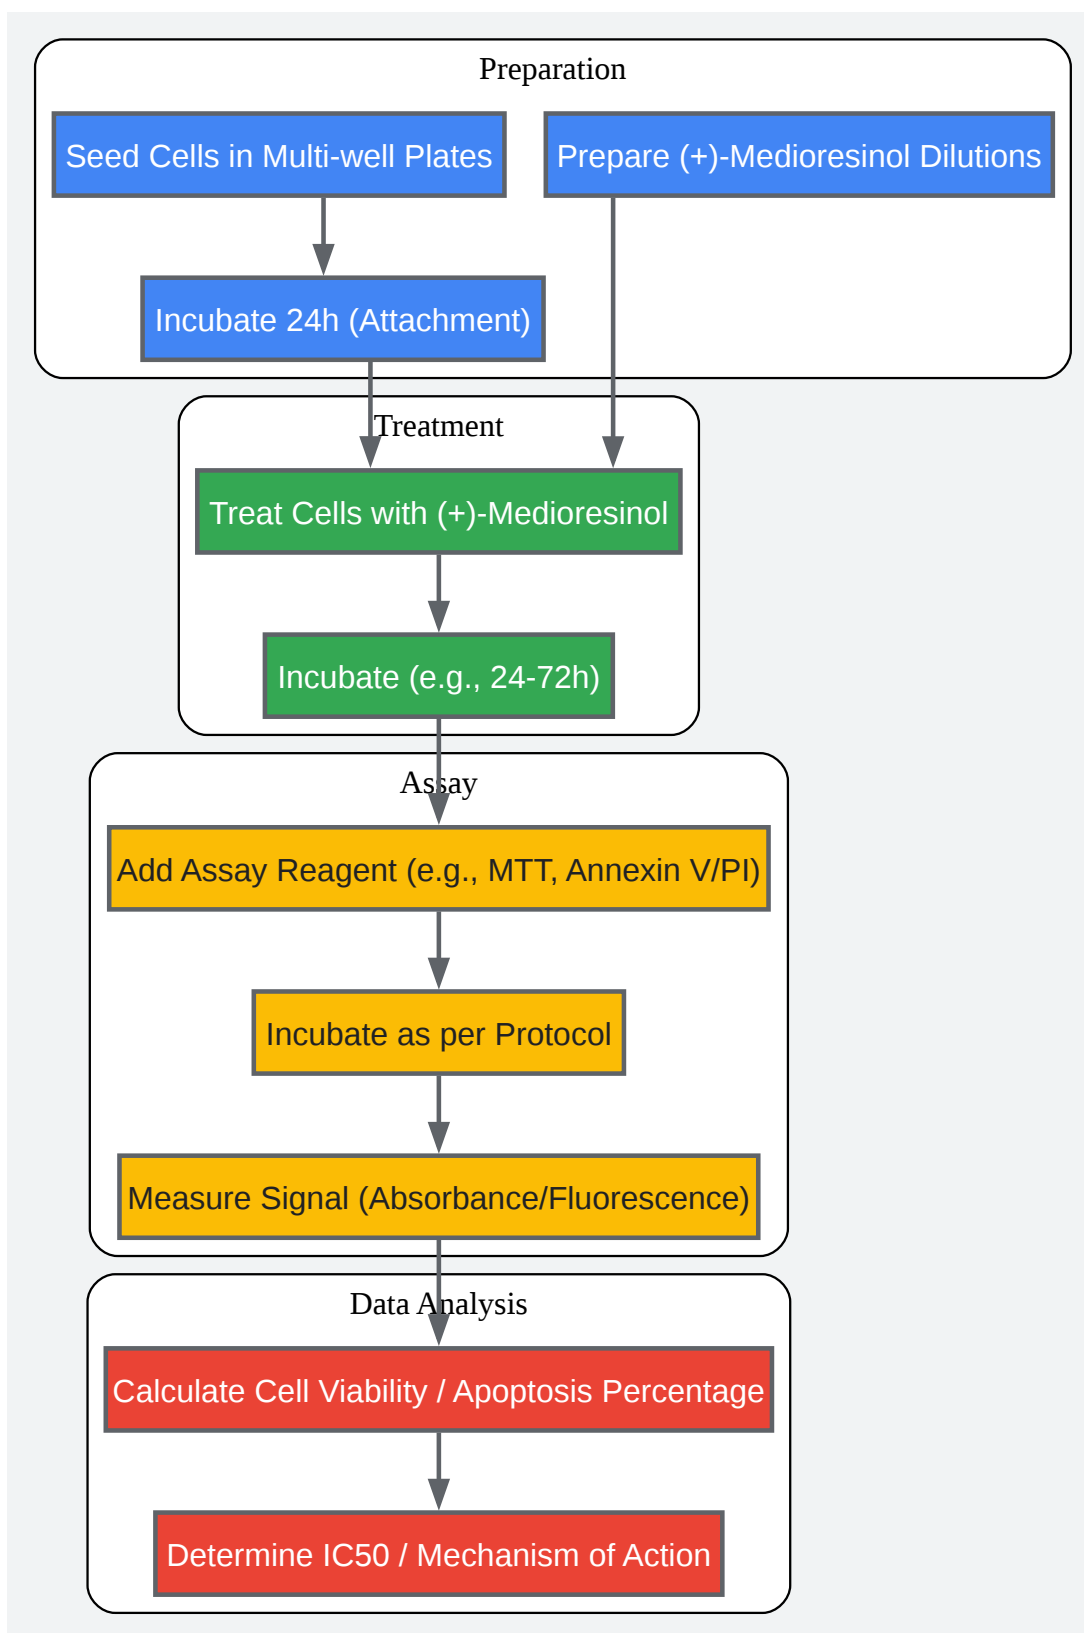 Preparation
Seed Cells in Multi-well Plates
Prepare (+)-Medioresinol Dilutions
Incubate 24h (Attachment)
Treatment
Treat Cells with (+)-Medioresinol
Incubate (e.g., 24-72h)
Assay
Add Assay Reagent (e.g., MTT, Annexin V/PI)
Incubate as per Protocol
Measure Signal (Absorbance/Fluorescence)
Data Analysis
Calculate Cell Viability / Apoptosis Percentage
Determine IC50 / Mechanism of Action